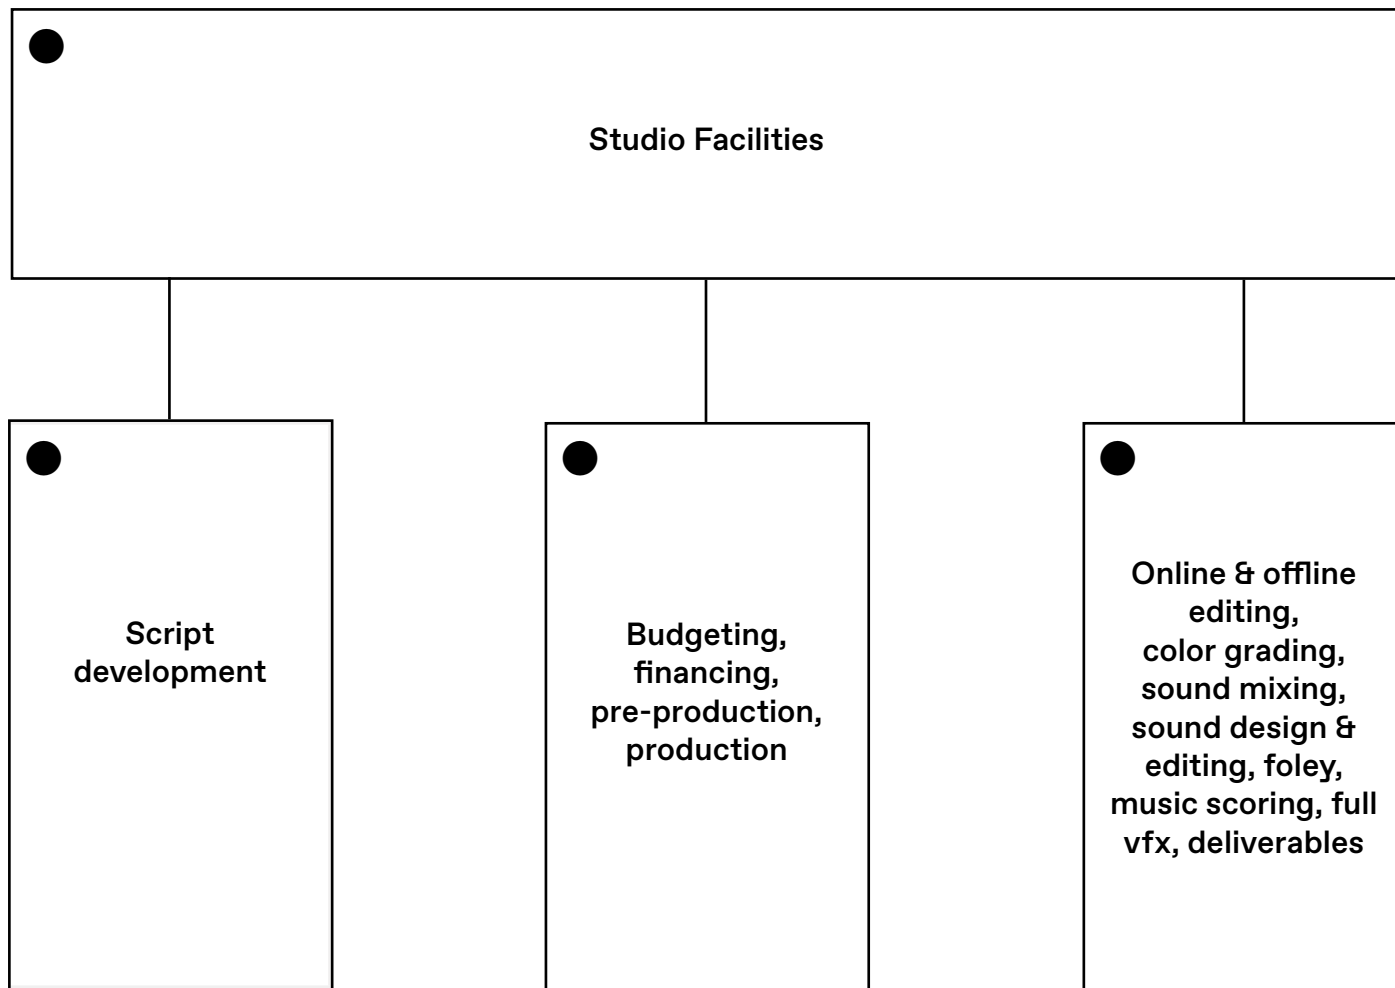 Studio Facilities
Script
development
Budgeting,
financing,
pre-production,
production
Online & offline
editing,
color grading,
sound mixing,
sound design &
editing, foley,
music scoring, full
vfx, deliverables